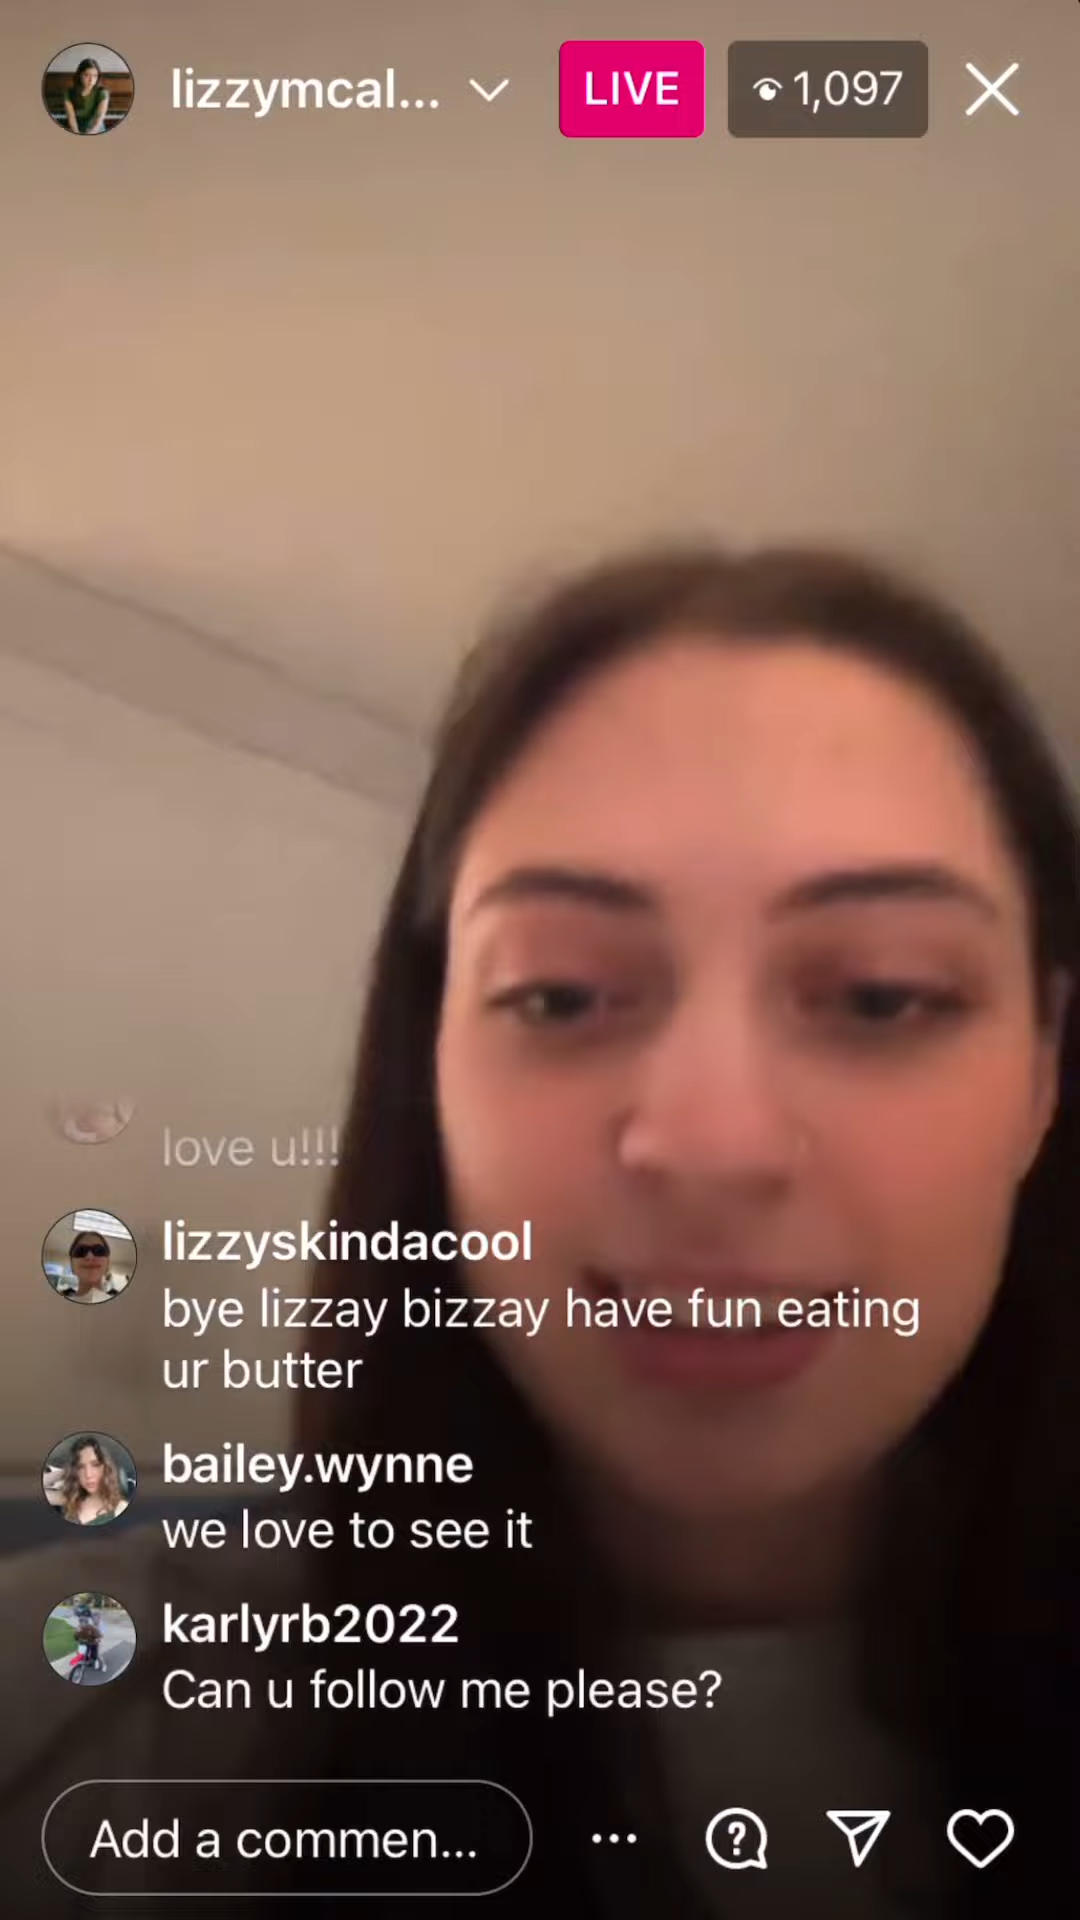 lizzymcal...
LIVE
1,097
love u!!!
lizzyskindacool
bye lizzay bizzay have fun eating
ur butter
bailey.wynne
we love to see it
karlyrb2022
Can u follow me please?
Add a commen...